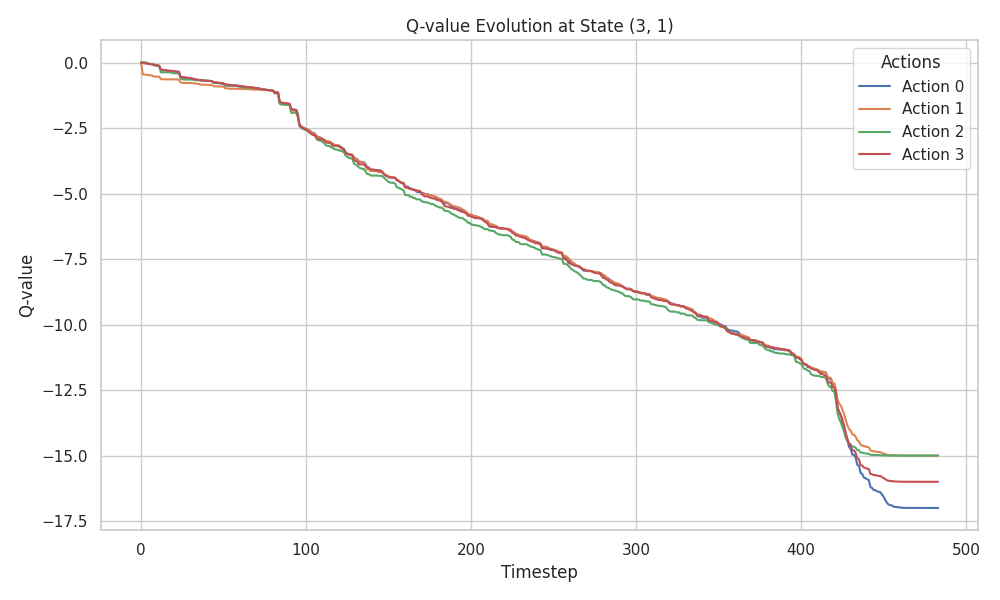 Q-value Evolution at State (3, 1)
Actions
Action 0
Action 1
Action 2
Action 3
Q-value
0.0
−2.5
−5.0
−7.5
−10.0
−12.5
−15.0
−17.5
0 100 200 300 400 500
Timestep